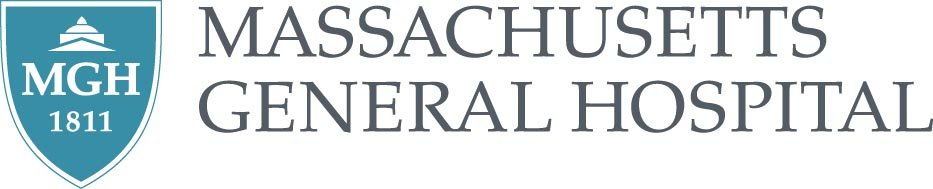 MGH
1811
MASSACHUSETTS
GENERAL HOSPITAL